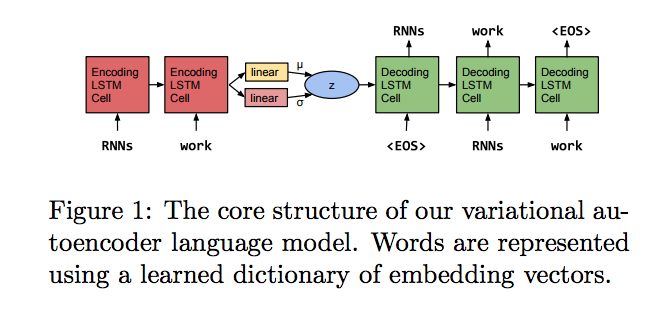 RNNs work <EOS>
Encoding LSTM Cell
Encoding LSTM Cell
linear
μ
linear
σ
z
Decoding LSTM Cell
Decoding LSTM Cell
Decoding LSTM Cell
RNNs work <EOS> RNNs work
Figure 1: The core structure of our variational au-
toencoder language model. Words are represented
using a learned dictionary of embedding vectors.